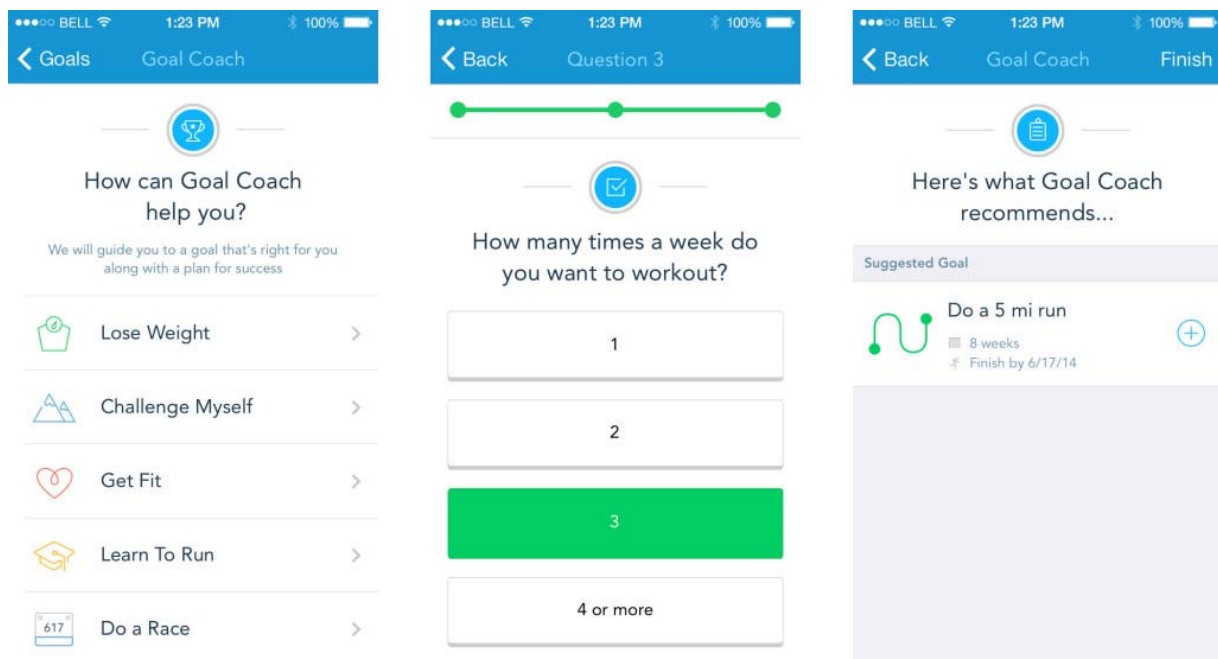 BELL 1:23 PM 100%
Goals Goal Coach
How can Goal Coach
help you?
We will guide you to a goal that's right for you
along with a plan for success
Lose Weight
Challenge Myself
Get Fit
Learn To Run
617 Do a Race
BELL 1:23 PM 100%
Back Question 3
How many times a week do
you want to workout?
1
2
3
4 or more
BELL 1:23 PM 100%
Back Goal Coach Finish
Here's what Goal Coach
recommends...
Suggested Goal
Do a 5 mi run
8 weeks
Finish by 6/17/14